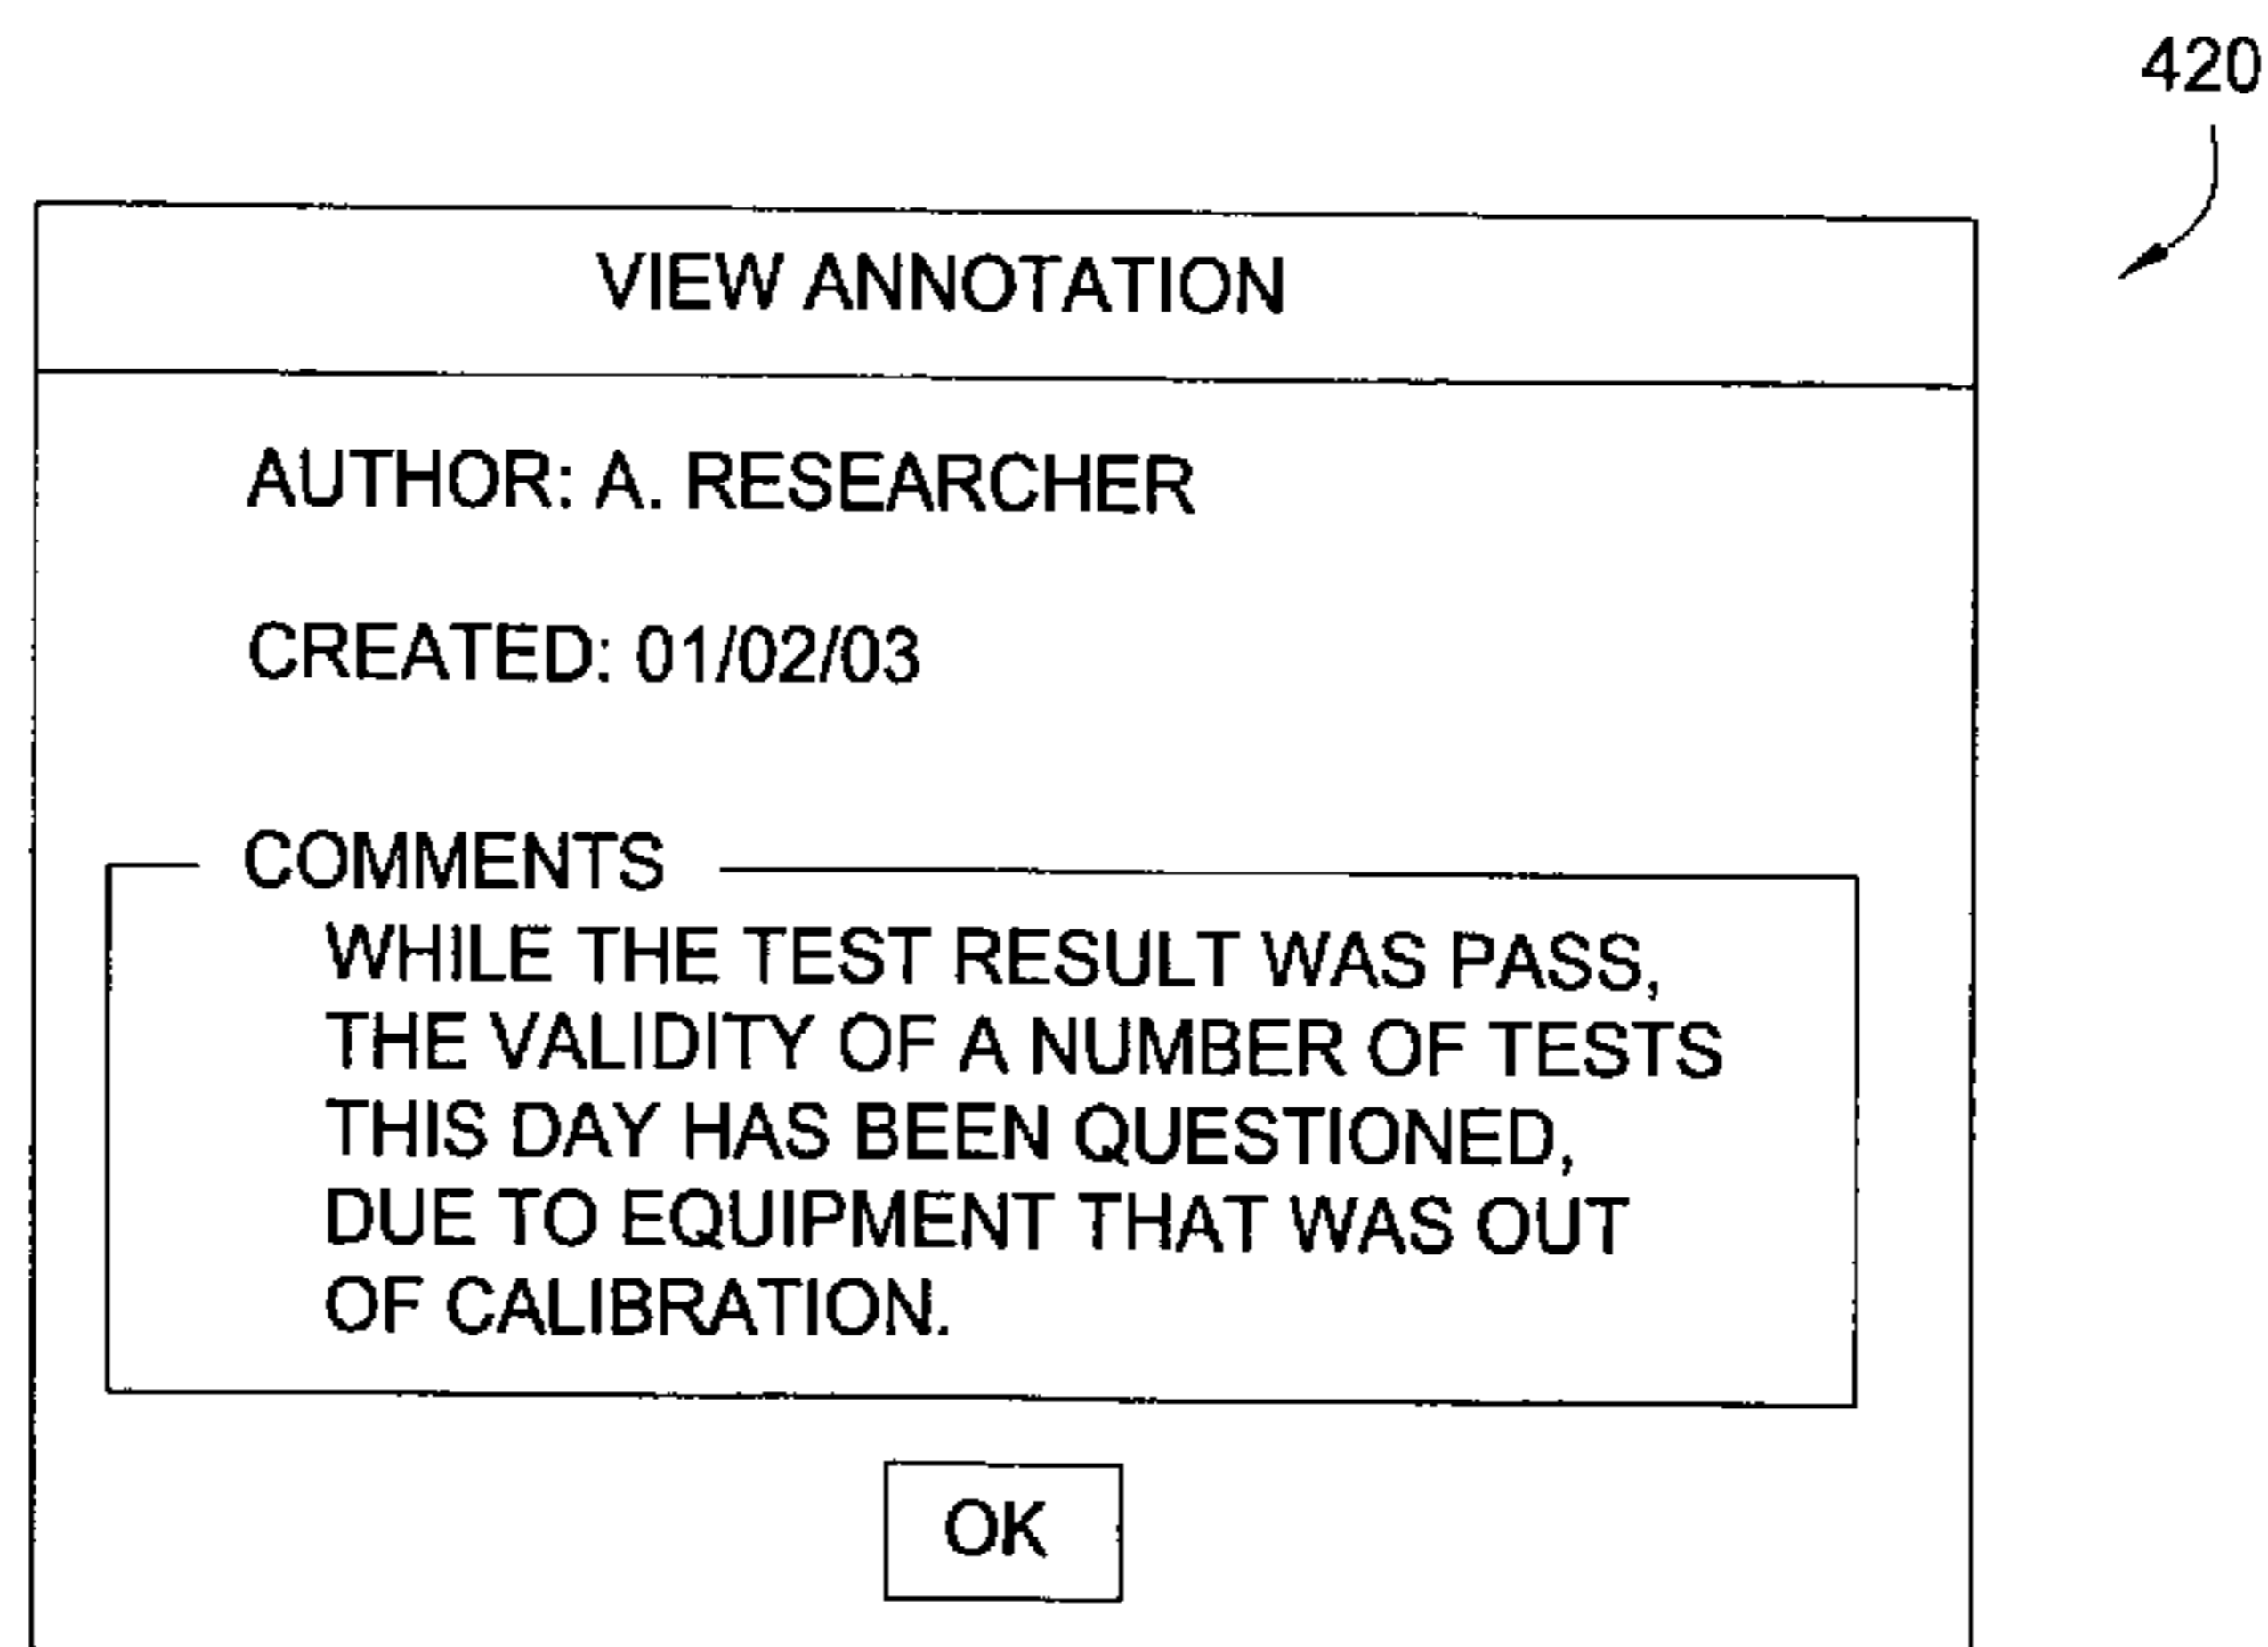 420
VIEW ANNOTATION
AUTHOR: A. RESEARCHER
CREATED: 01/02/03
COMMENTS
WHILE THE TEST RESULT WAS PASS,
THE VALIDITY OF A NUMBER OF TESTS
THIS DAY HAS BEEN QUESTIONED,
DUE TO EQUIPMENT THAT WAS OUT
OF CALIBRATION.
OK